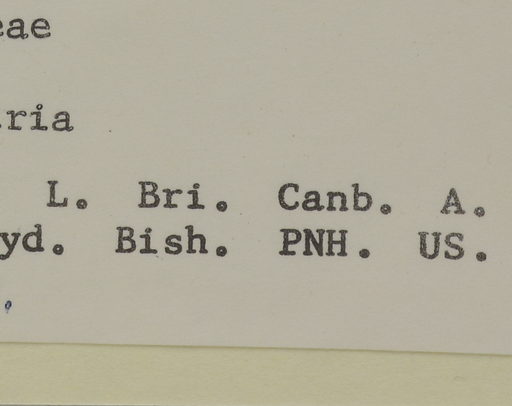 eae
ria
L. Bri. Canb. A.
yd. Bish. PNH. US.